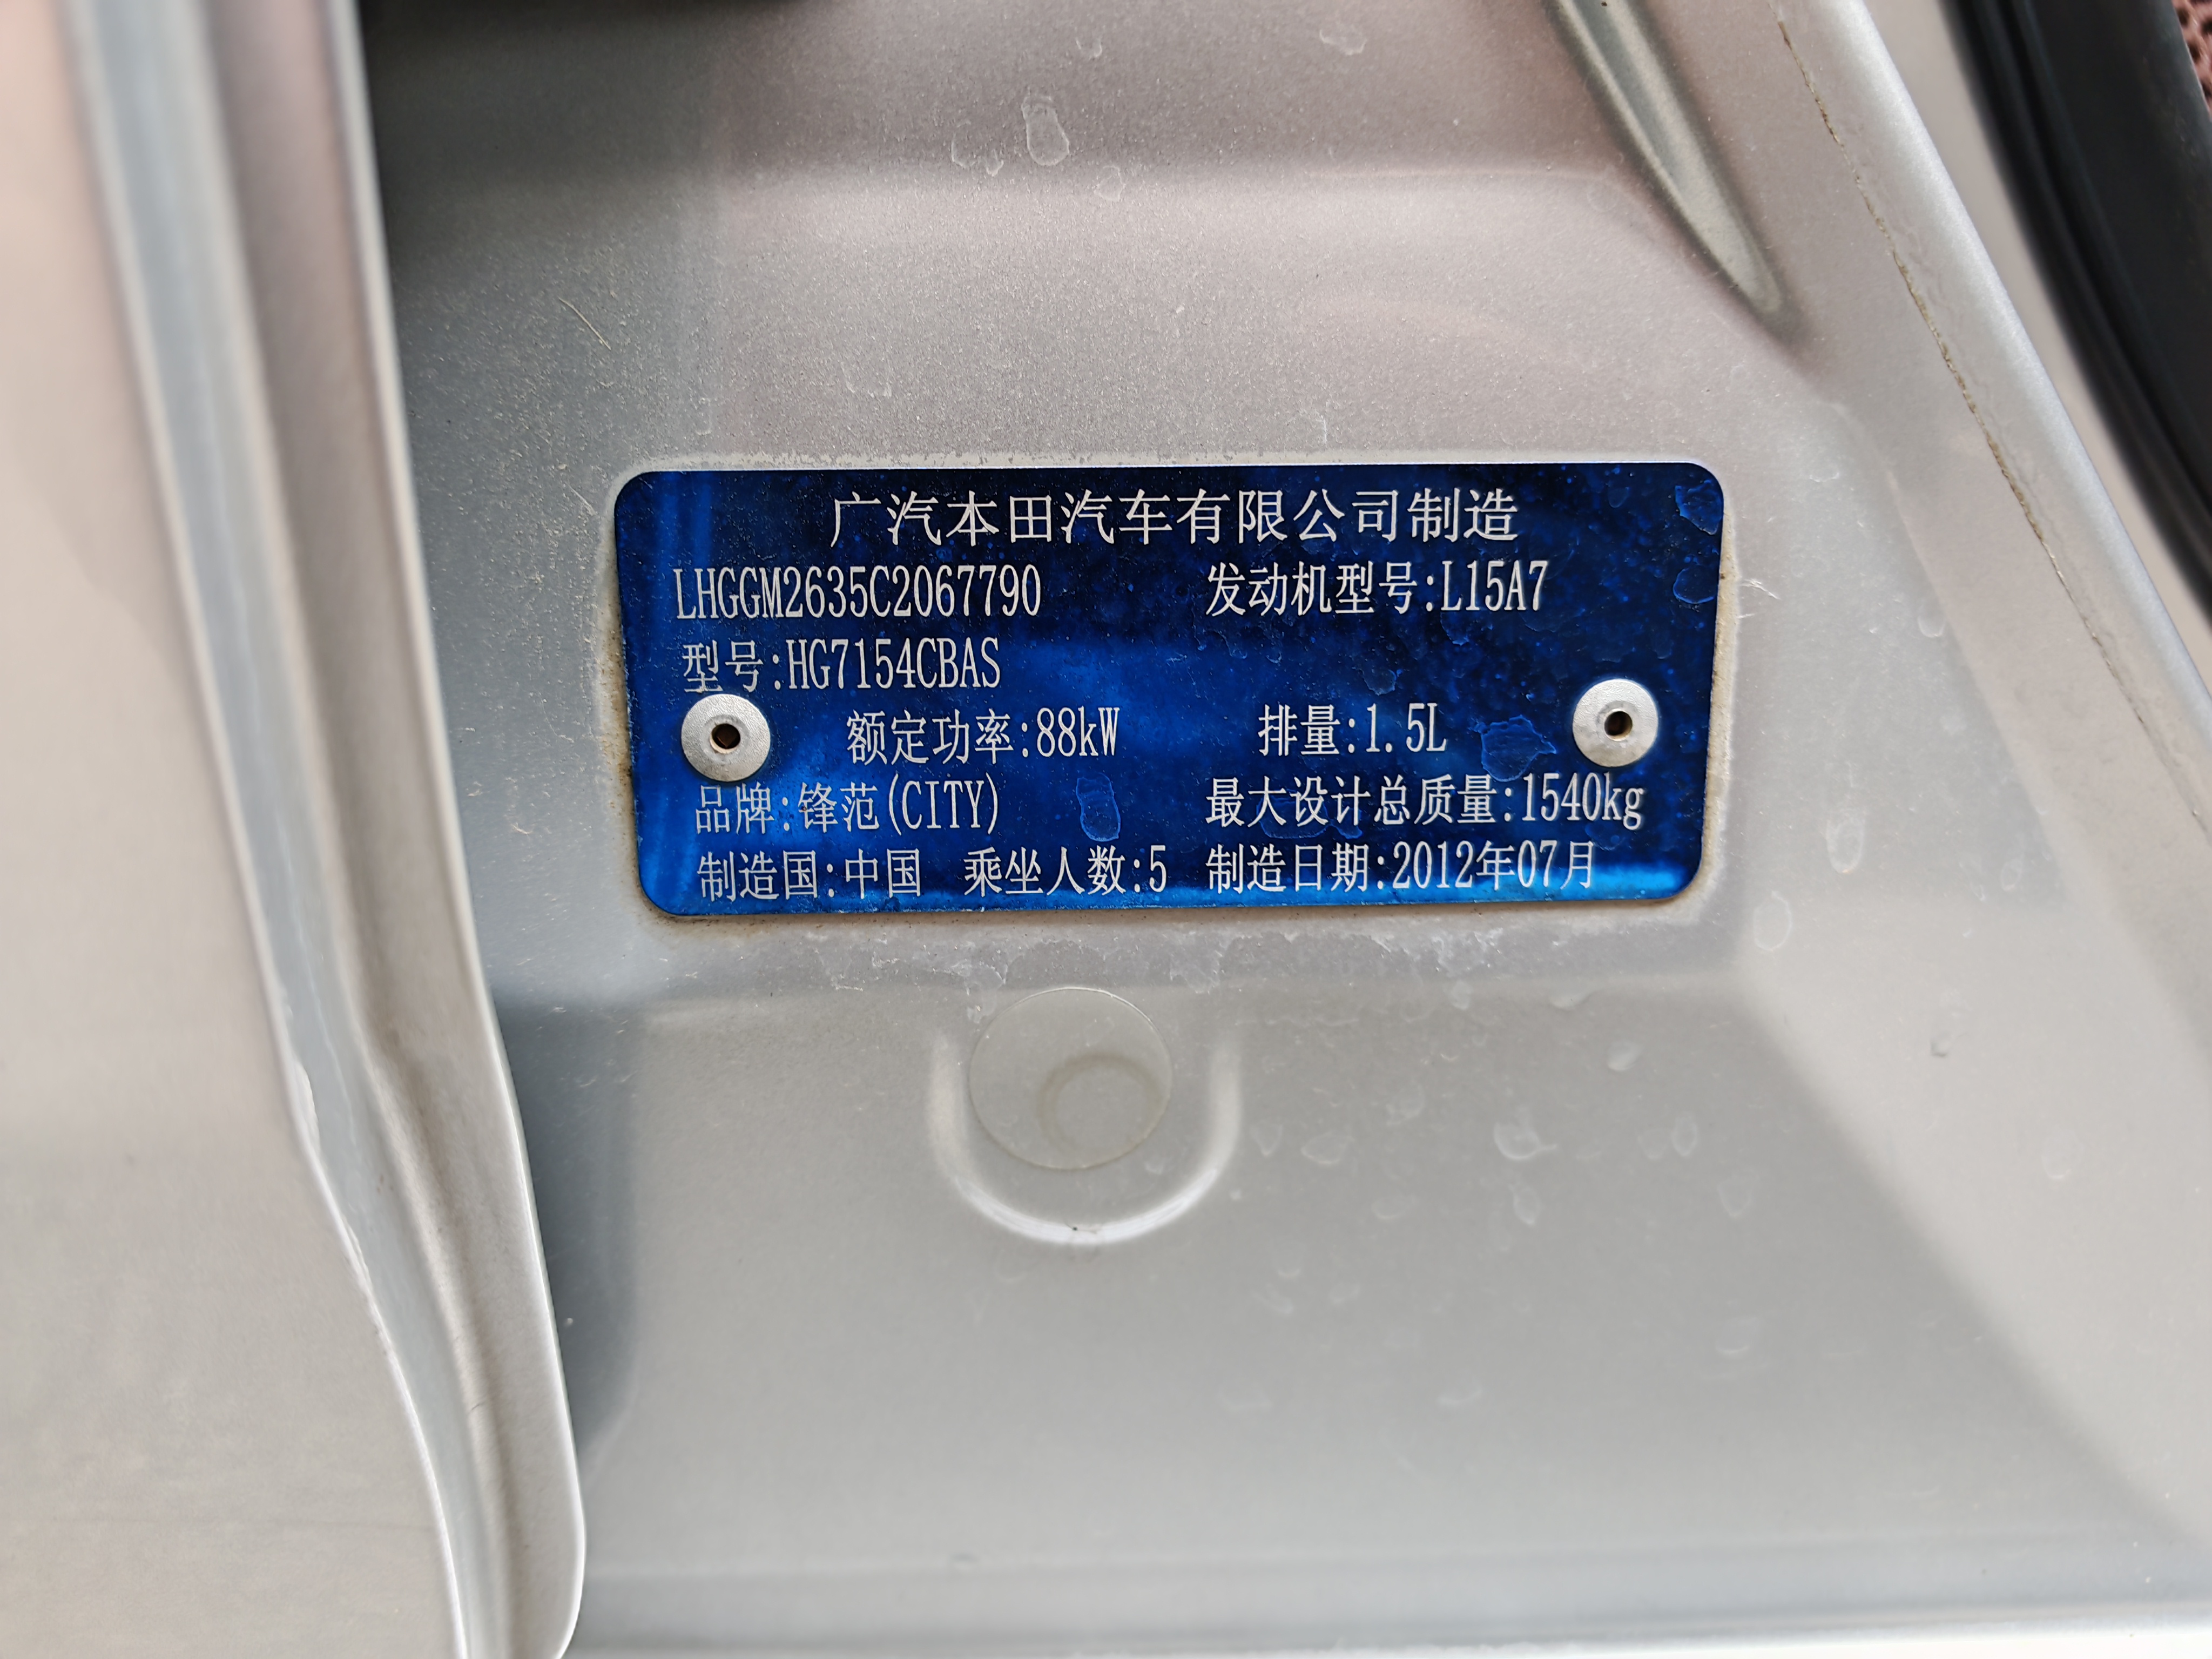 广汽本田汽车有限公司制造
LHGGM2635C2067790 发动机型号:L15A7
型号:HG7154CBAS
额定功率:88kW 排量:1.5L
品牌:锋范(CITY) 最大设计总质量:1540kg
制造国:中国 乘坐人数:5 制造日期:2012年07月